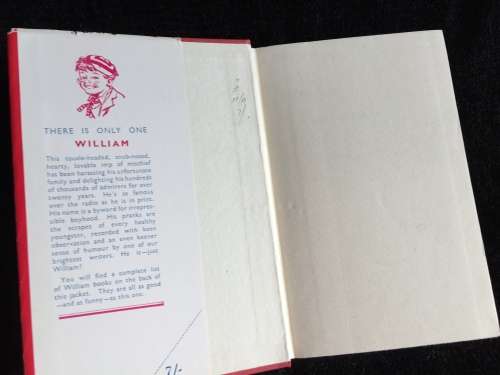 THERE IS ONLY ONE
WILLIAM
This tousle-headed, snub-nosed,
hearty, lovable imp of mischief
has been harassing his unfortunate
family and delighting his hundreds
of thousands of admirers for over
twenty years. He's as famous
over the radio as he is in print.
His name is a byword for irrepres-
sible boyhood. His pranks are
the scrapes of every healthy
youngster, recorded with keen
observation and an even keener
sense of humour by one of our
brightest writers. He is—just
William!
You will find a complete list
of William books on the back of
this jacket. They are all as good
—and as funny—as this one.
7/-